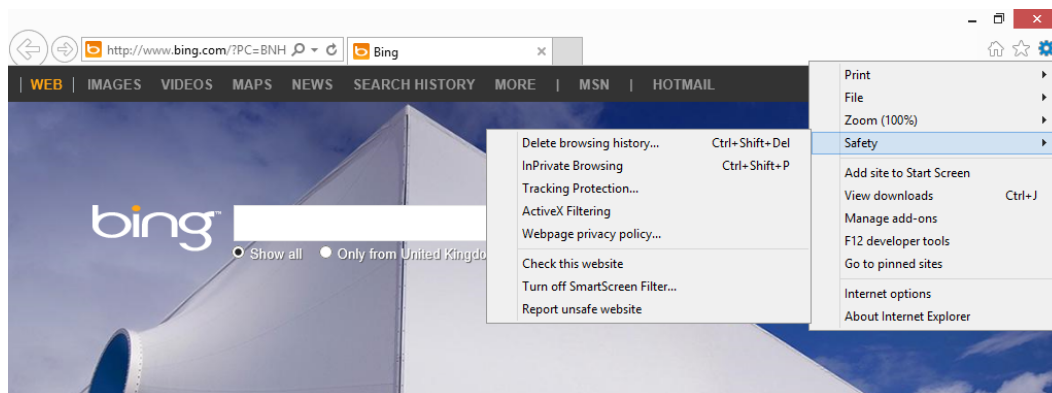 http://www.bing.com/?PC=BNH
Bing
WEB | IMAGES VIDEOS MAPS NEWS SEARCH HISTORY MORE | MSN | HOTMAIL
bing™
Show all Only from United Kingdo
Print
File
Zoom (100%)
Safety
Add site to Start Screen
View downloads Ctrl+J
Manage add-ons
F12 developer tools
Go to pinned sites
Internet options
About Internet Explorer
Delete browsing history... Ctrl+Shift+Del
InPrivate Browsing Ctrl+Shift+P
Tracking Protection...
ActiveX Filtering
Webpage privacy policy...
Check this website
Turn off SmartScreen Filter...
Report unsafe website